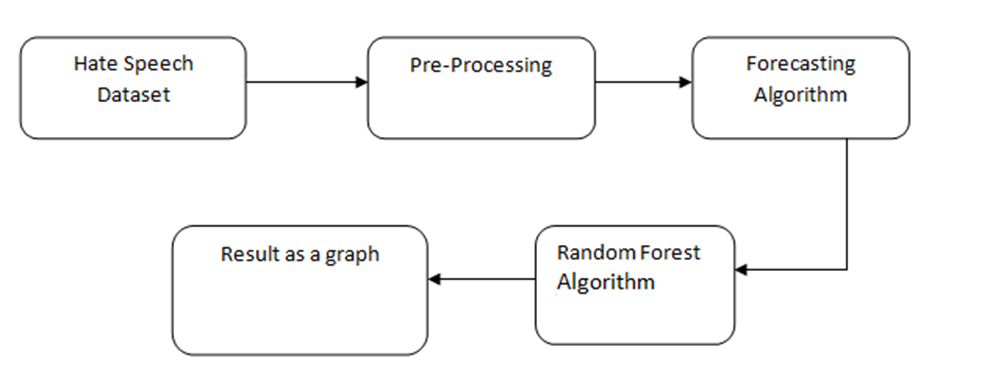 Hate Speech
Dataset
Pre-Processing
Forecasting
Algorithm
Random Forest
Algorithm
Result as a graph